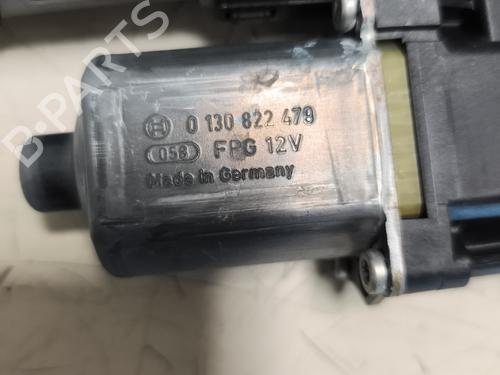 B-PARTS
0 130 822 479
058 FPG 12V
Made in Germany